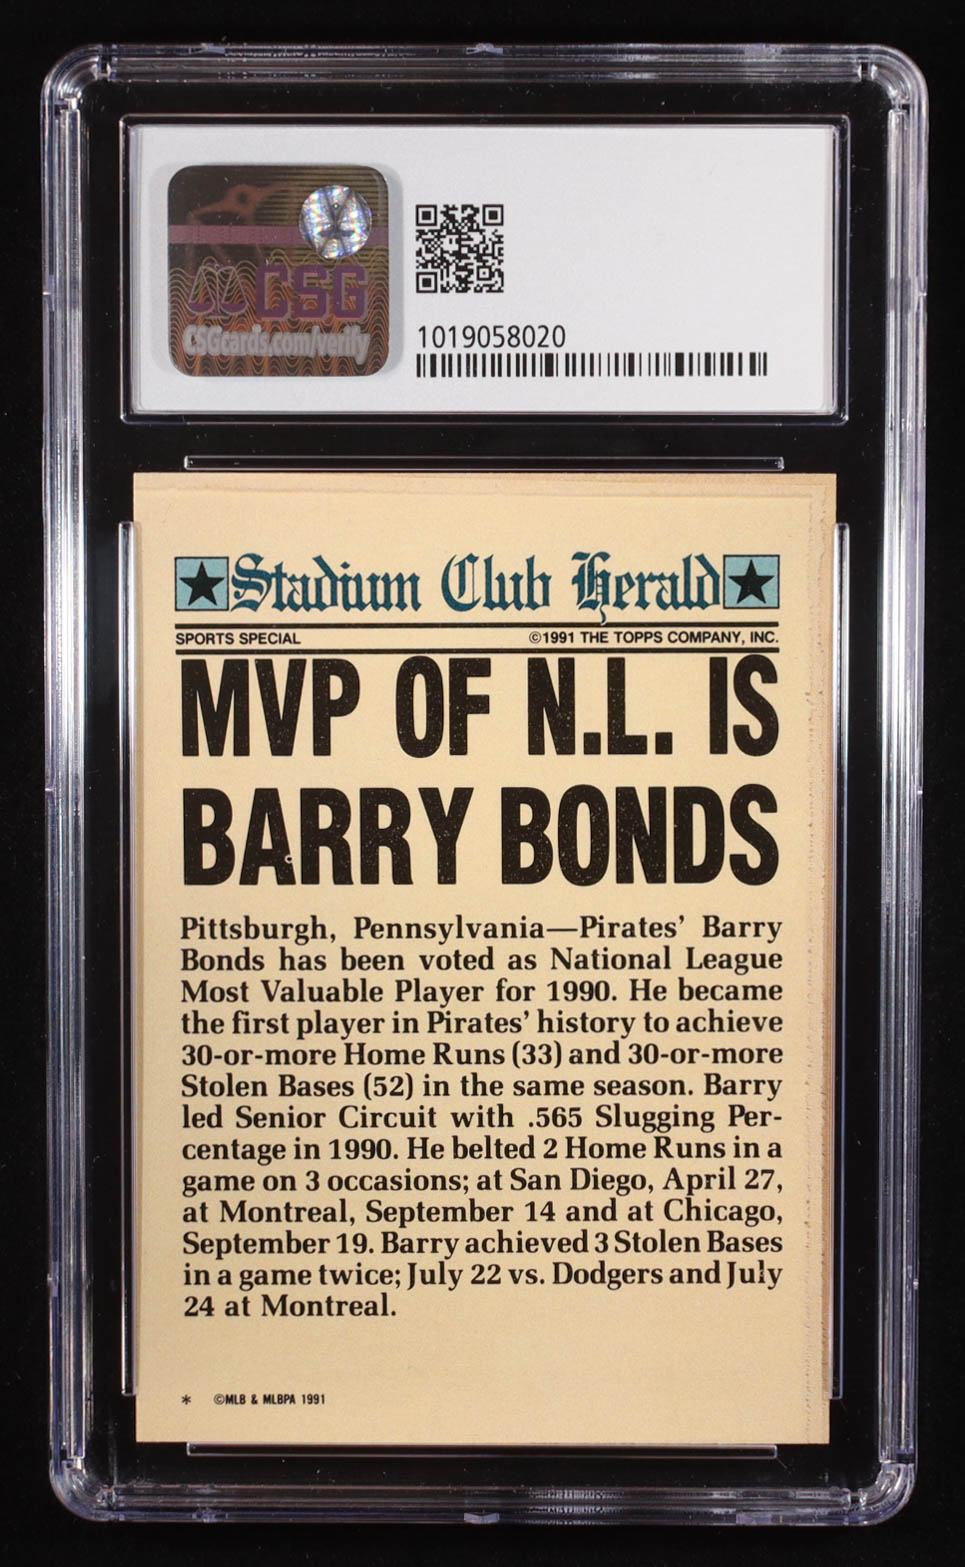 CSG
CSGcards.com/verify
1019058020
Stadium Club Herald
SPORTS SPECIAL ©1991 THE TOPPS COMPANY, INC.
MVP OF N.L. IS
BARRY BONDS
Pittsburgh, Pennsylvania—Pirates' Barry
Bonds has been voted as National League
Most Valuable Player for 1990. He became
the first player in Pirates' history to achieve
30-or-more Home Runs (33) and 30-or-more
Stolen Bases (52) in the same season. Barry
led Senior Circuit with .565 Slugging Per-
centage in 1990. He belted 2 Home Runs in a
game on 3 occasions; at San Diego, April 27,
at Montreal, September 14 and at Chicago,
September 19. Barry achieved 3 Stolen Bases
in a game twice; July 22 vs. Dodgers and July
24 at Montreal.
* ©MLB & MLBPA 1991